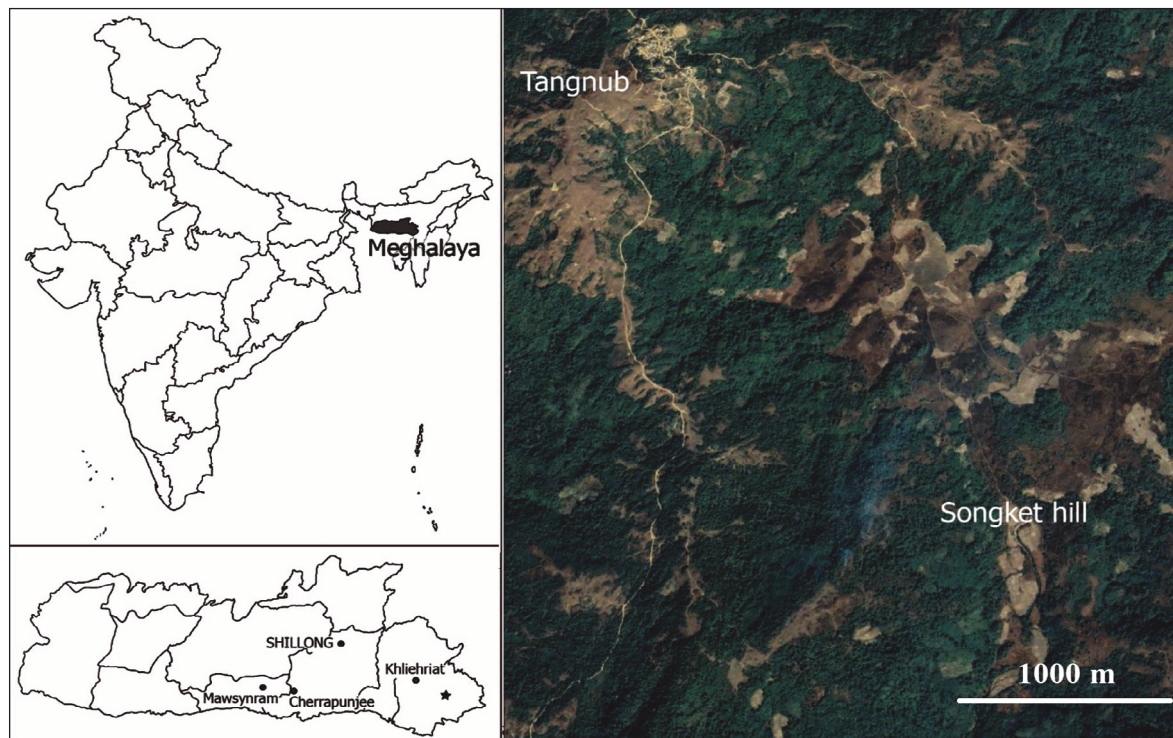 Meghalaya
SHILLONG
Khliehriat
Mawsynram
Cherrapunjee
Tangnub
Songket hill
1000 m